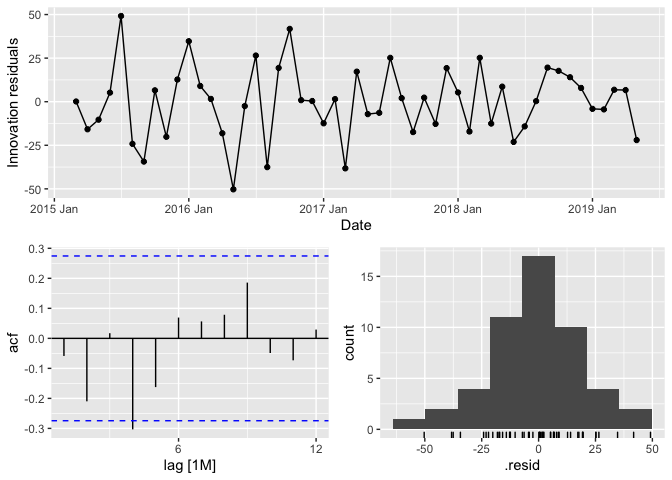 50
25
0
-25
-50
Innovation residuals
2015 Jan 2016 Jan 2017 Jan 2018 Jan 2019 Jan
Date
0.3
0.2
0.1
0.0
-0.1
-0.2
-0.3
acf
6 12
lag [1M]
15
10
5
0
count
-50 -25 0 25 50
.resid